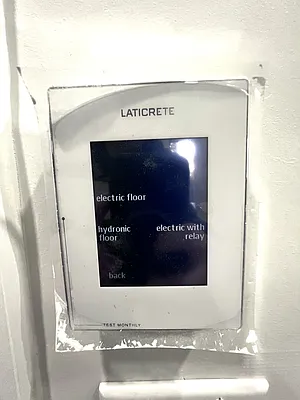 LATICRETE
electric floor
hydronic
floor
electric with
relay
back
TEST MONTHLY